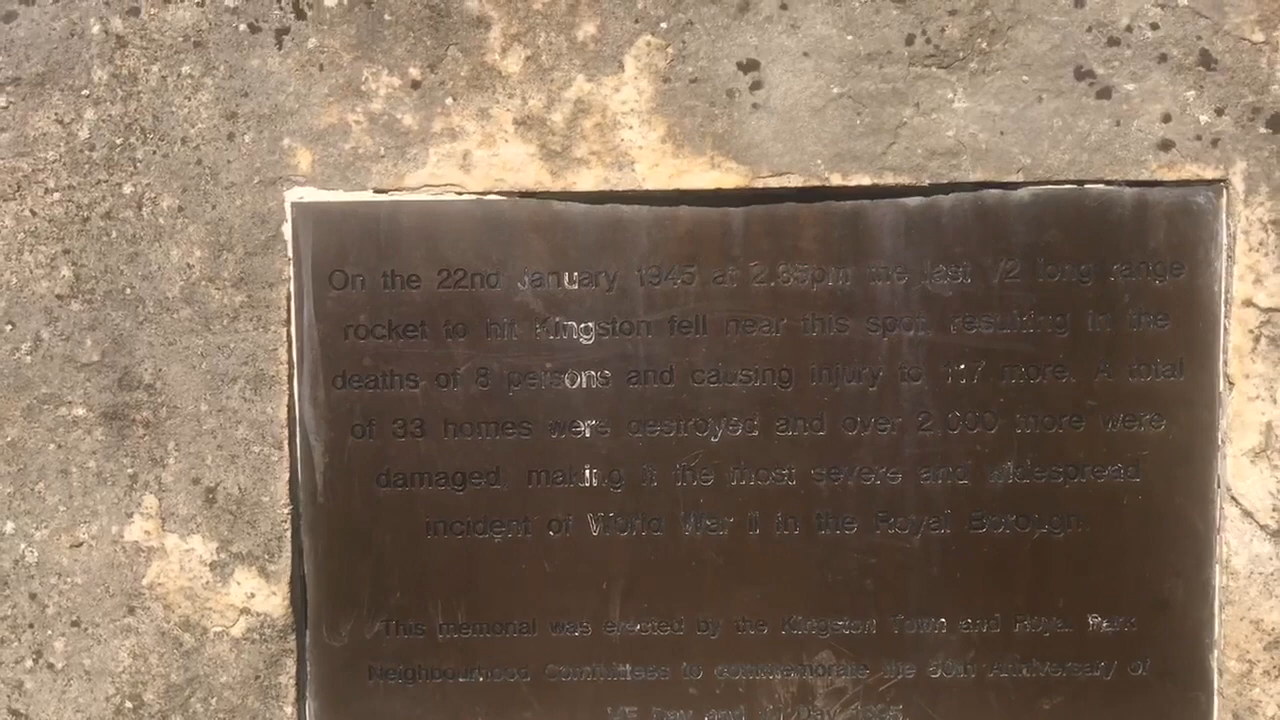 On the 22nd January 1945 at 2.35pm the last V2 long range
rocket to hit Kingston fell near this spot resulting in the
deaths of 8 persons and causing injury to 117 more. A total
of 33 homes were destroyed and over 2,000 more were
damaged, making it the most severe and widespread
incident of World War II in the Royal Borough.
This memorial was erected by the Kingston Town and Royal Park
Neighbourhood Committees to commemorate the 50th Anniversary of
VE Day and Day 1995.